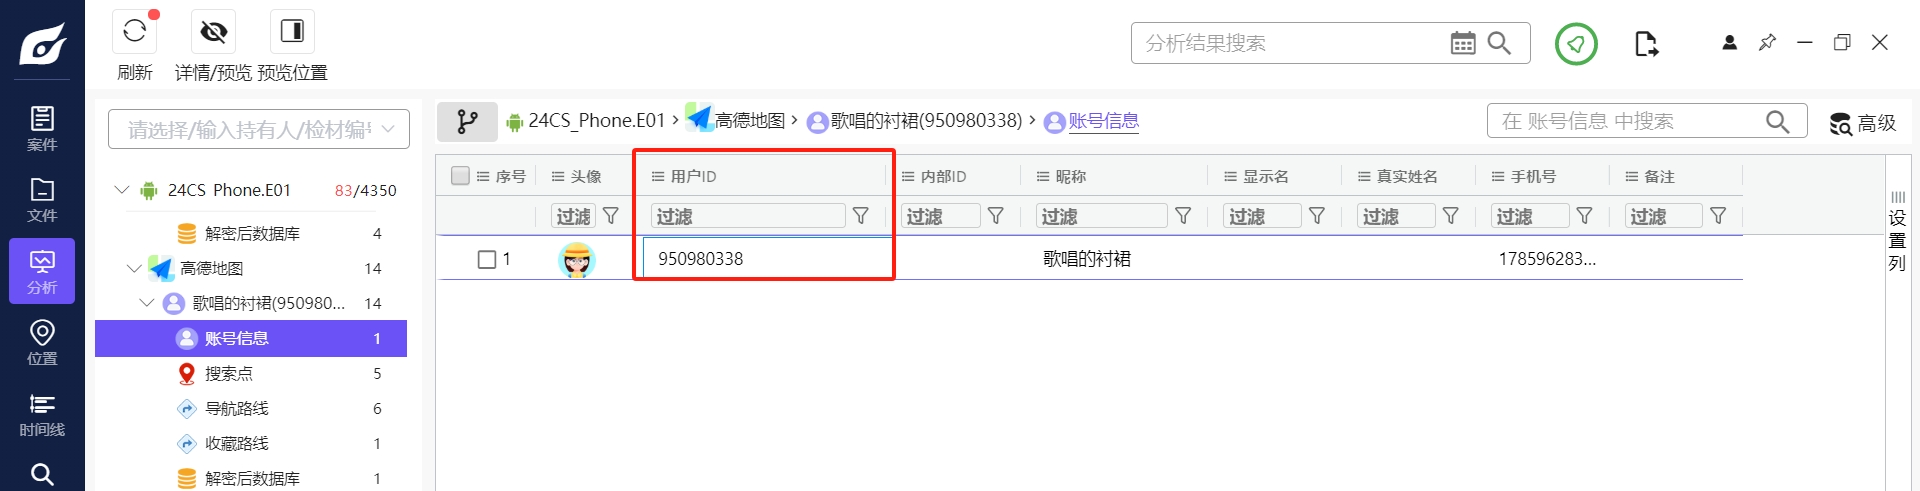 刷新 详情/预览 预览位置
分析结果搜索
案件
文件
分析
位置
时间线
请选择/输入持有人/检材编号
24CS_Phone.E01 83/4350
解密后数据库 4
高德地图 14
歌唱的衬裙(950980... 14
账号信息 1
搜索点 5
导航路线 6
收藏路线 1
解密后数据库 1
24CS_Phone.E01 > 高德地图 > 歌唱的衬裙(950980338) > 账号信息
在 账号信息 中搜索
高级
序号 头像 用户ID 内部ID 昵称 显示名 真实姓名 手机号 备注
过滤 过滤 过滤 过滤 过滤 过滤 过滤 过滤
1 950980338 歌唱的衬裙 178596283...
设置列